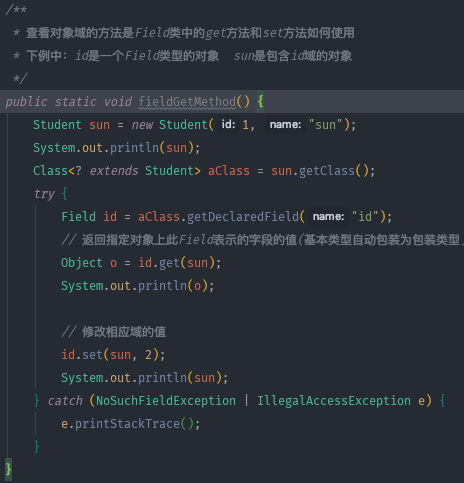 /**
 * 查看对象域的方法是Field类中的get方法和set方法如何使用
 * 下例中：id是一个Field类型的对象  sun是包含id域的对象
 */
public static void fieldGetMethod() {
    Student sun = new Student( id: 1,  name: "sun");
    System.out.println(sun);
    Class<? extends Student> aClass = sun.getClass();
    try {
        Field id = aClass.getDeclaredField( name: "id");
        // 返回指定对象上此Field表示的字段的值(基本类型自动包装为包装类型
        Object o = id.get(sun);
        System.out.println(o);
        // 修改相应域的值
        id.set(sun, 2);
        System.out.println(sun);
    } catch (NoSuchFieldException | IllegalAccessException e) {
        e.printStackTrace();
    }
}